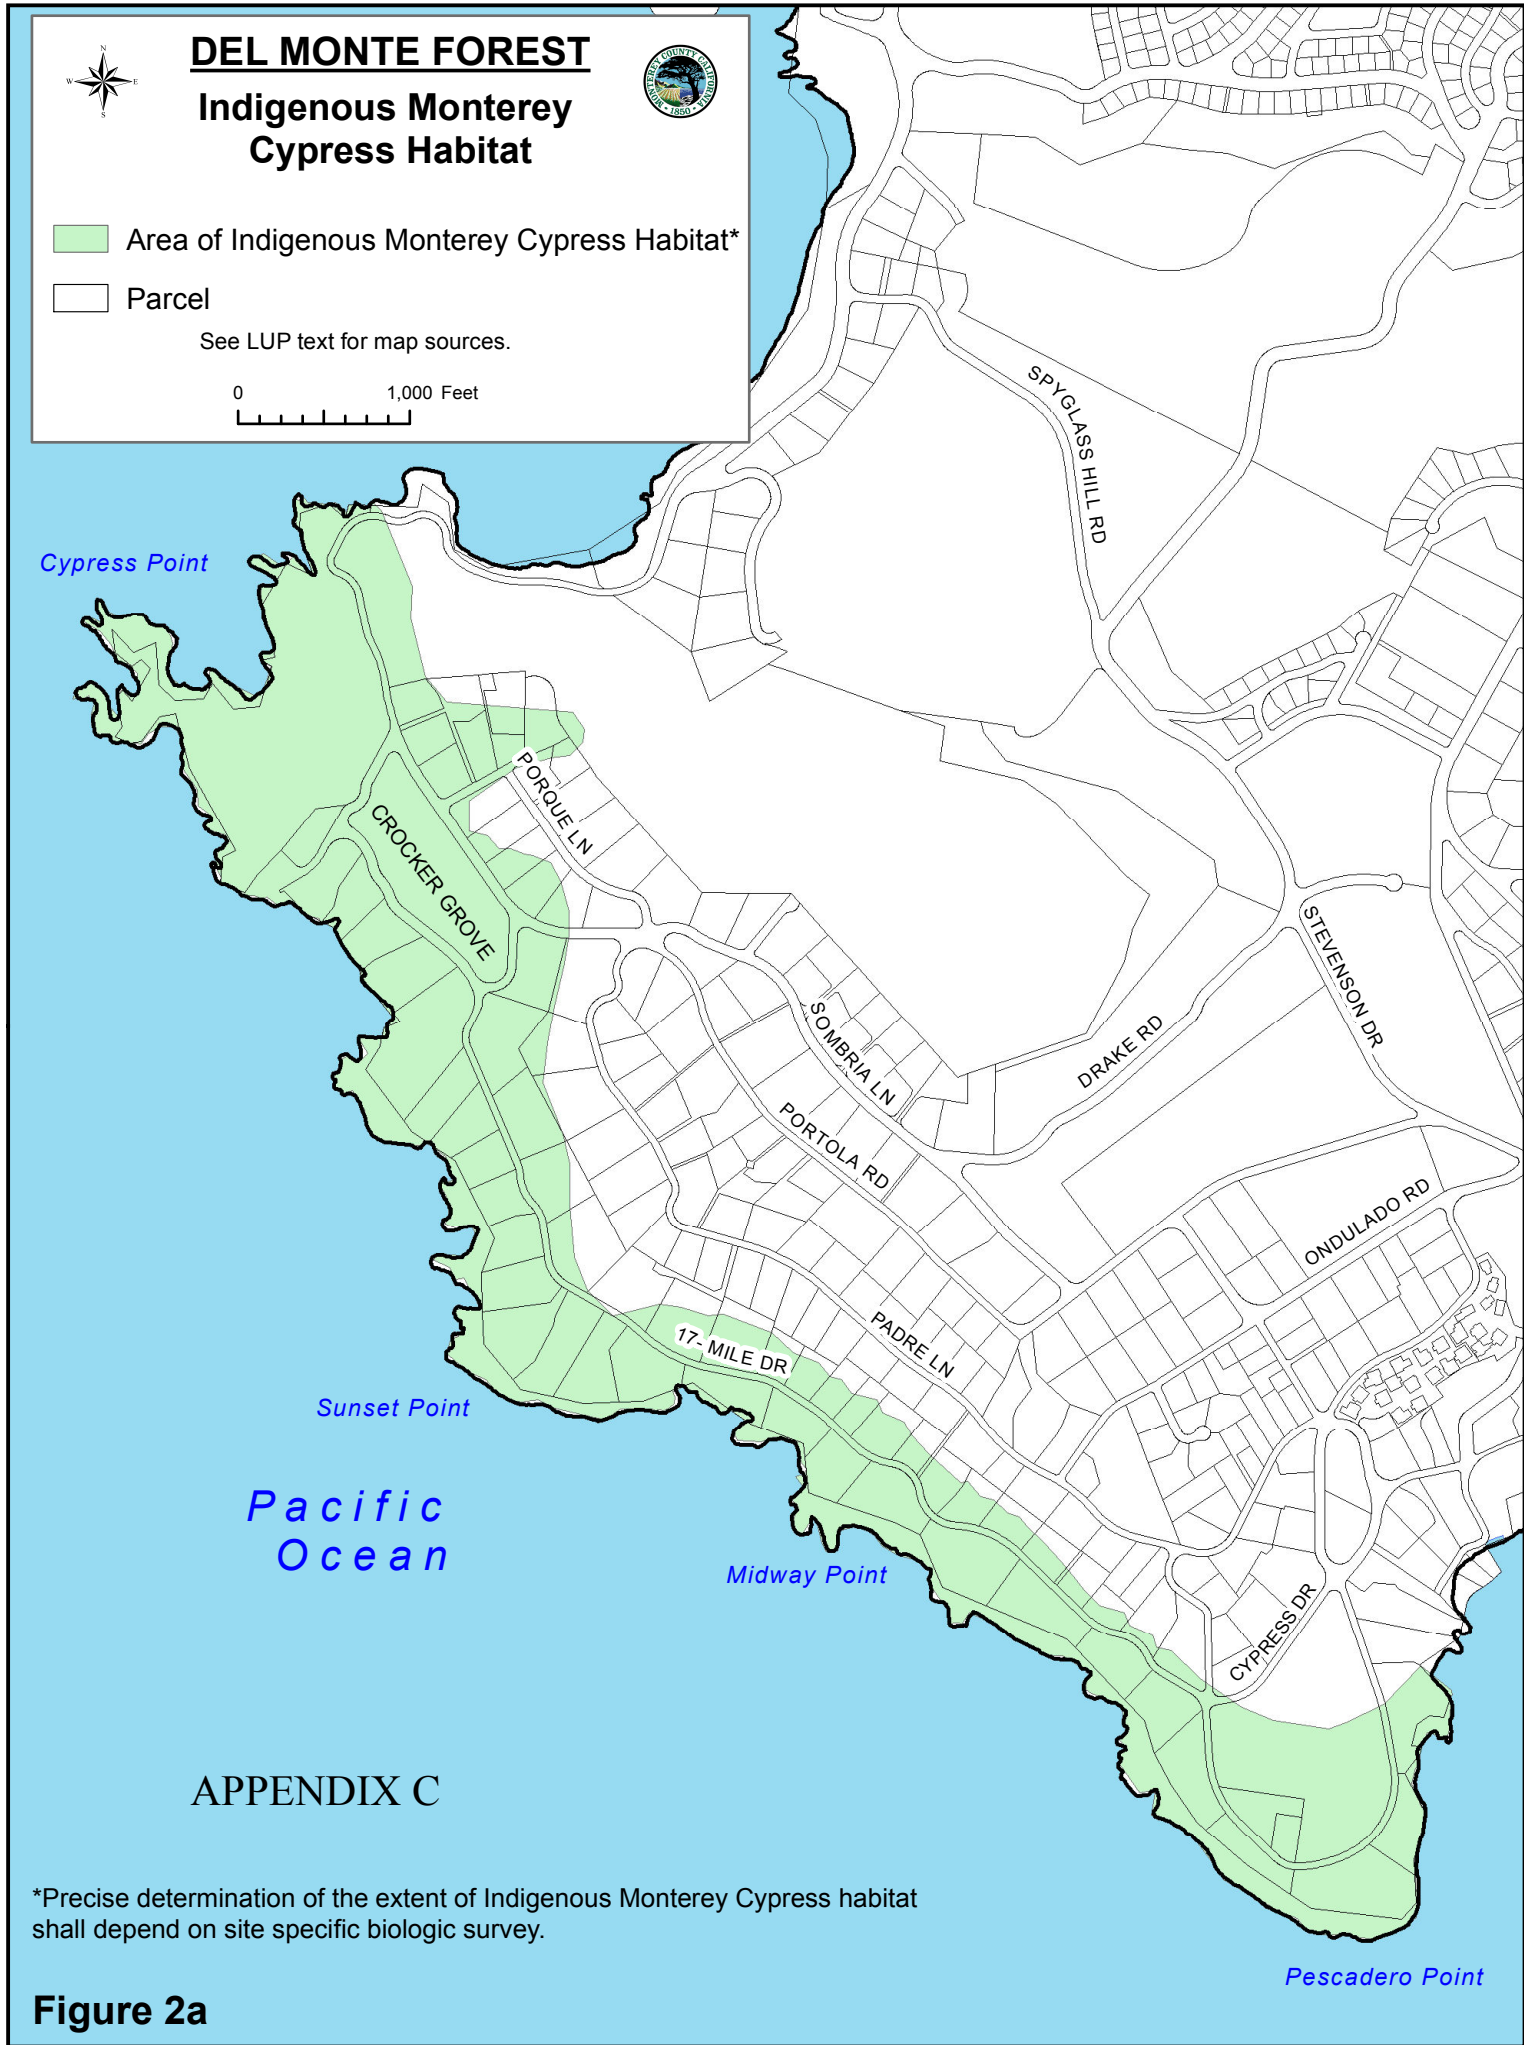 DEL MONTE FOREST
Indigenous Monterey
Cypress Habitat
N
W
E
S
MONTEREY COUNTY CALIFORNIA
1850
Area of Indigenous Monterey Cypress Habitat*
Parcel
See LUP text for map sources.
0 1,000 Feet
SPYGLASS HILL RD
Cypress Point
PORQUE LN
CROCKER GROVE
STEVENSON DR
SOMBRIA LN
DRAKE RD
PORTOLA RD
ONDULADO RD
17- MILE DR
PADRE LN
Sunset Point
Pacific
Ocean
Midway Point
CYPRESS DR
APPENDIX C
*Precise determination of the extent of Indigenous Monterey Cypress habitat
shall depend on site specific biologic survey.
Pescadero Point
Figure 2a